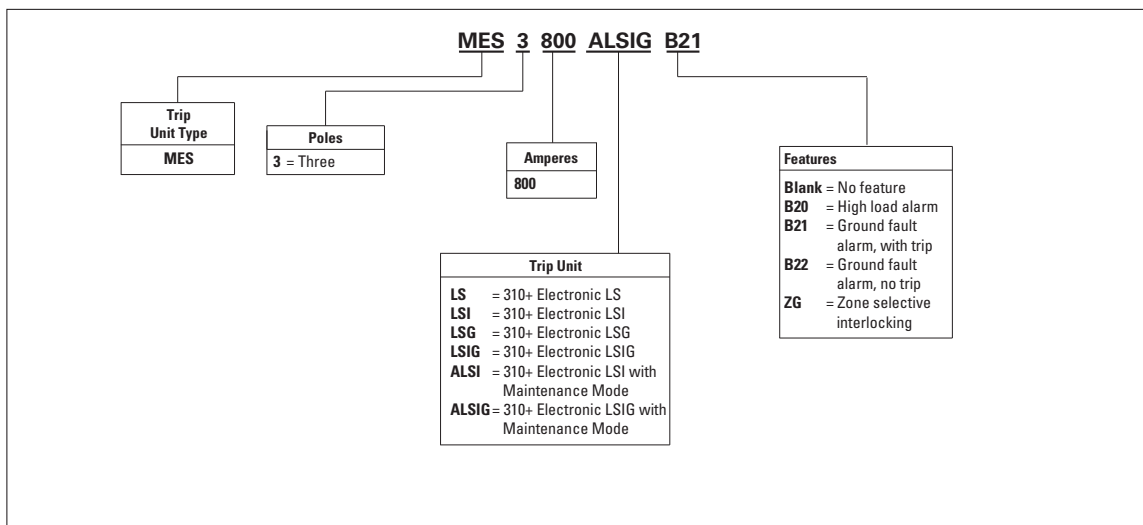 MES 3 800 ALSIG B21
Trip
Unit Type
MES
Poles
3 = Three
Amperes
800
Trip Unit
LS = 310+ Electronic LS
LSI = 310+ Electronic LSI
LSG = 310+ Electronic LSG
LSIG = 310+ Electronic LSIG
ALSI = 310+ Electronic LSI with
Maintenance Mode
ALSIG = 310+ Electronic LSIG with
Maintenance Mode
Features
Blank = No feature
B20 = High load alarm
B21 = Ground fault
alarm, with trip
B22 = Ground fault
alarm, no trip
ZG = Zone selective
interlocking